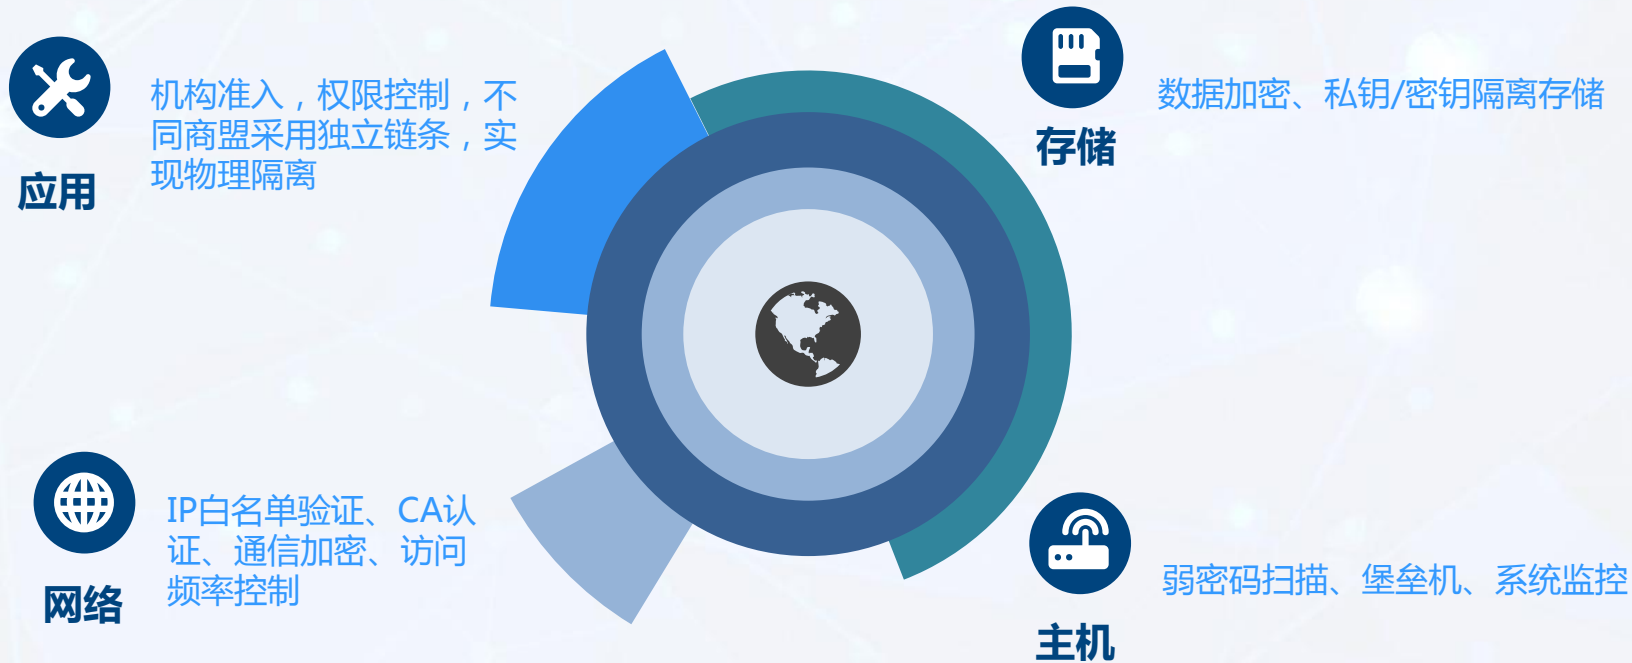 应用
机构准入，权限控制，不
同商盟采用独立链条，实
现物理隔离
存储
数据加密、私钥/密钥隔离存储
网络
IP白名单验证、CA认
证、通信加密、访问
频率控制
主机
弱密码扫描、堡垒机、系统监控